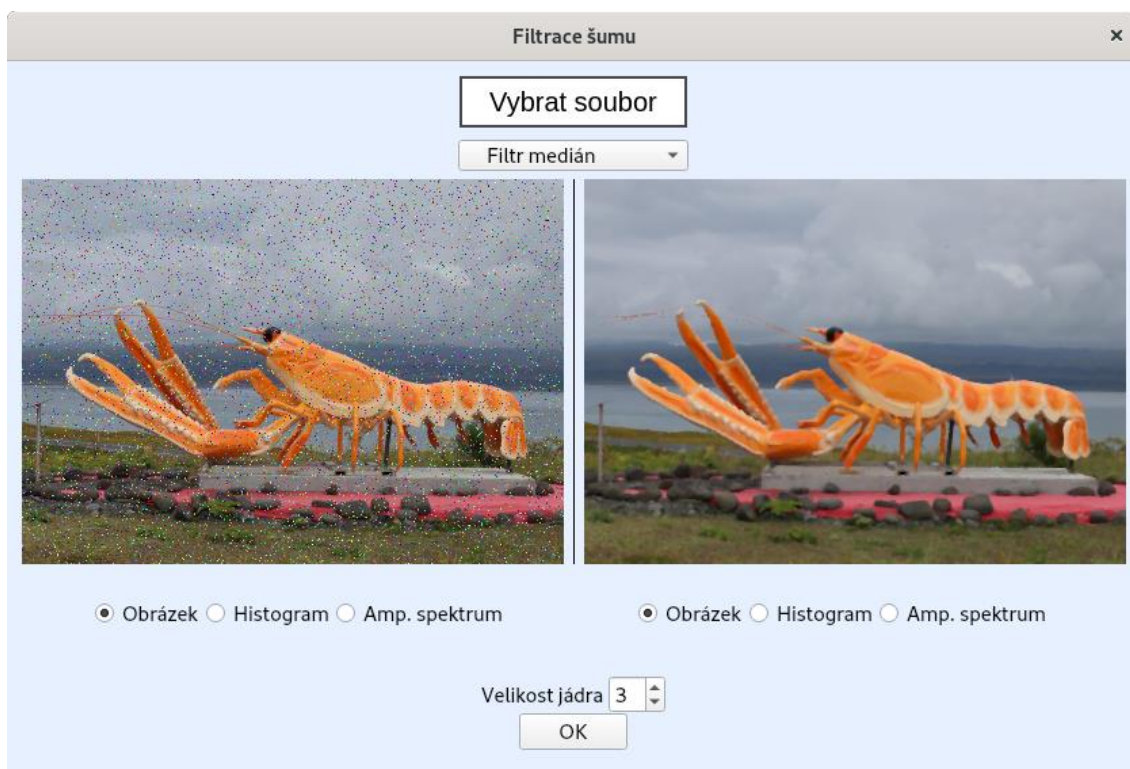 Filtrace šumu
Vybrat soubor
Filtr medián
Obrázek Histogram Amp. spektrum Obrázek Histogram Amp. spektrum
Velikost jádra 3
OK